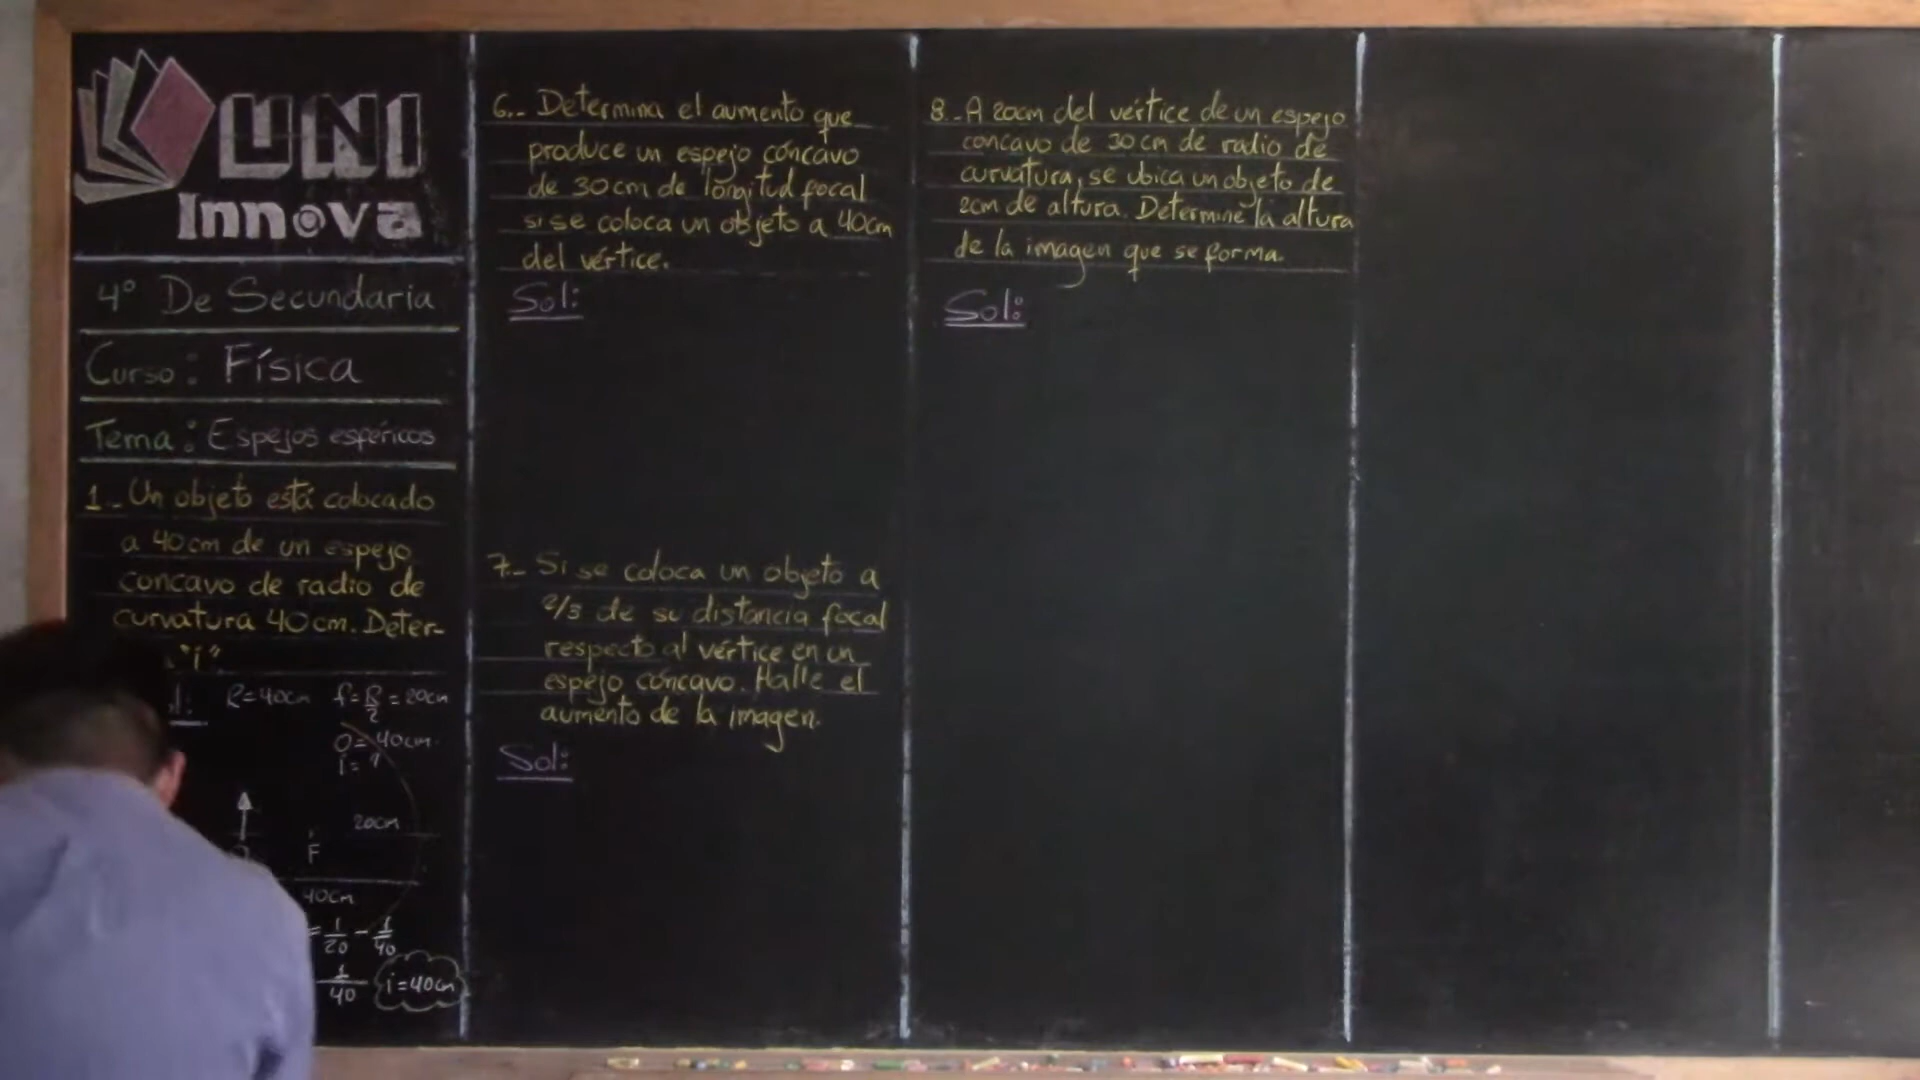 UNI
Innova
4° De Secundaria
Curso: Física
Tema: Espejos esféricos
1.- Un objeto está colocado
a 40cm de un espejo
concavo de radio de
curvatura 40cm. Deter-
"i"
R=40cm f=R/2=20cm
O=40cm
i=?
20cm
F
40cm
=1/20-1/40
1/40 i=40cm
6.- Determina el aumento que
produce un espejo cóncavo
de 30cm de longitud focal
si se coloca un objeto a 40cm
del vértice.
Sol:
7.- Si se coloca un objeto a
2/3 de su distancia focal
respecto al vértice en un
espejo cóncavo. Halle el
aumento de la imagen.
Sol:
8.- A 20cm del vértice de un espejo
concavo de 30cm de radio de
curvatura, se ubica un objeto de
2cm de altura. Determine la altura
de la imagen que se forma.
Sol: